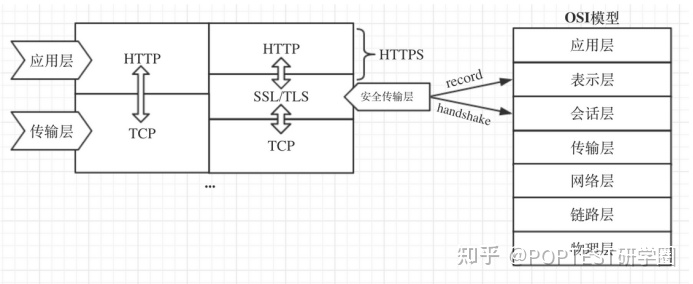 OSI模型
应用层
HTTP
HTTP
HTTPS
应用层
表示层
SSL/TLS
安全传输层
record
handshake
会话层
传输层
TCP
TCP
传输层
网络层
...
链路层
物理层
知乎 @POPTEST研学圈